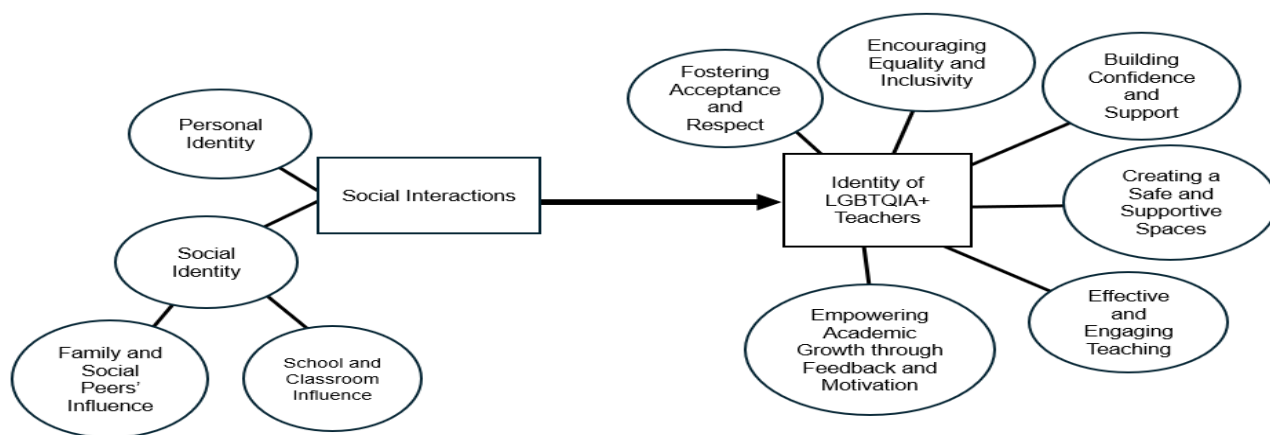 Personal
Identity
Social Interactions
Social
Identity
Family and
Social
Peers’
Influence
School and
Classroom
Influence
Fostering
Acceptance
and
Respect
Encouraging
Equality and
Inclusivity
Building
Confidence
and
Support
Identity of
LGBTQIA+
Teachers
Creating a
Safe and
Supportive
Spaces
Effective
and
Engaging
Teaching
Empowering
Academic
Growth through
Feedback and
Motivation